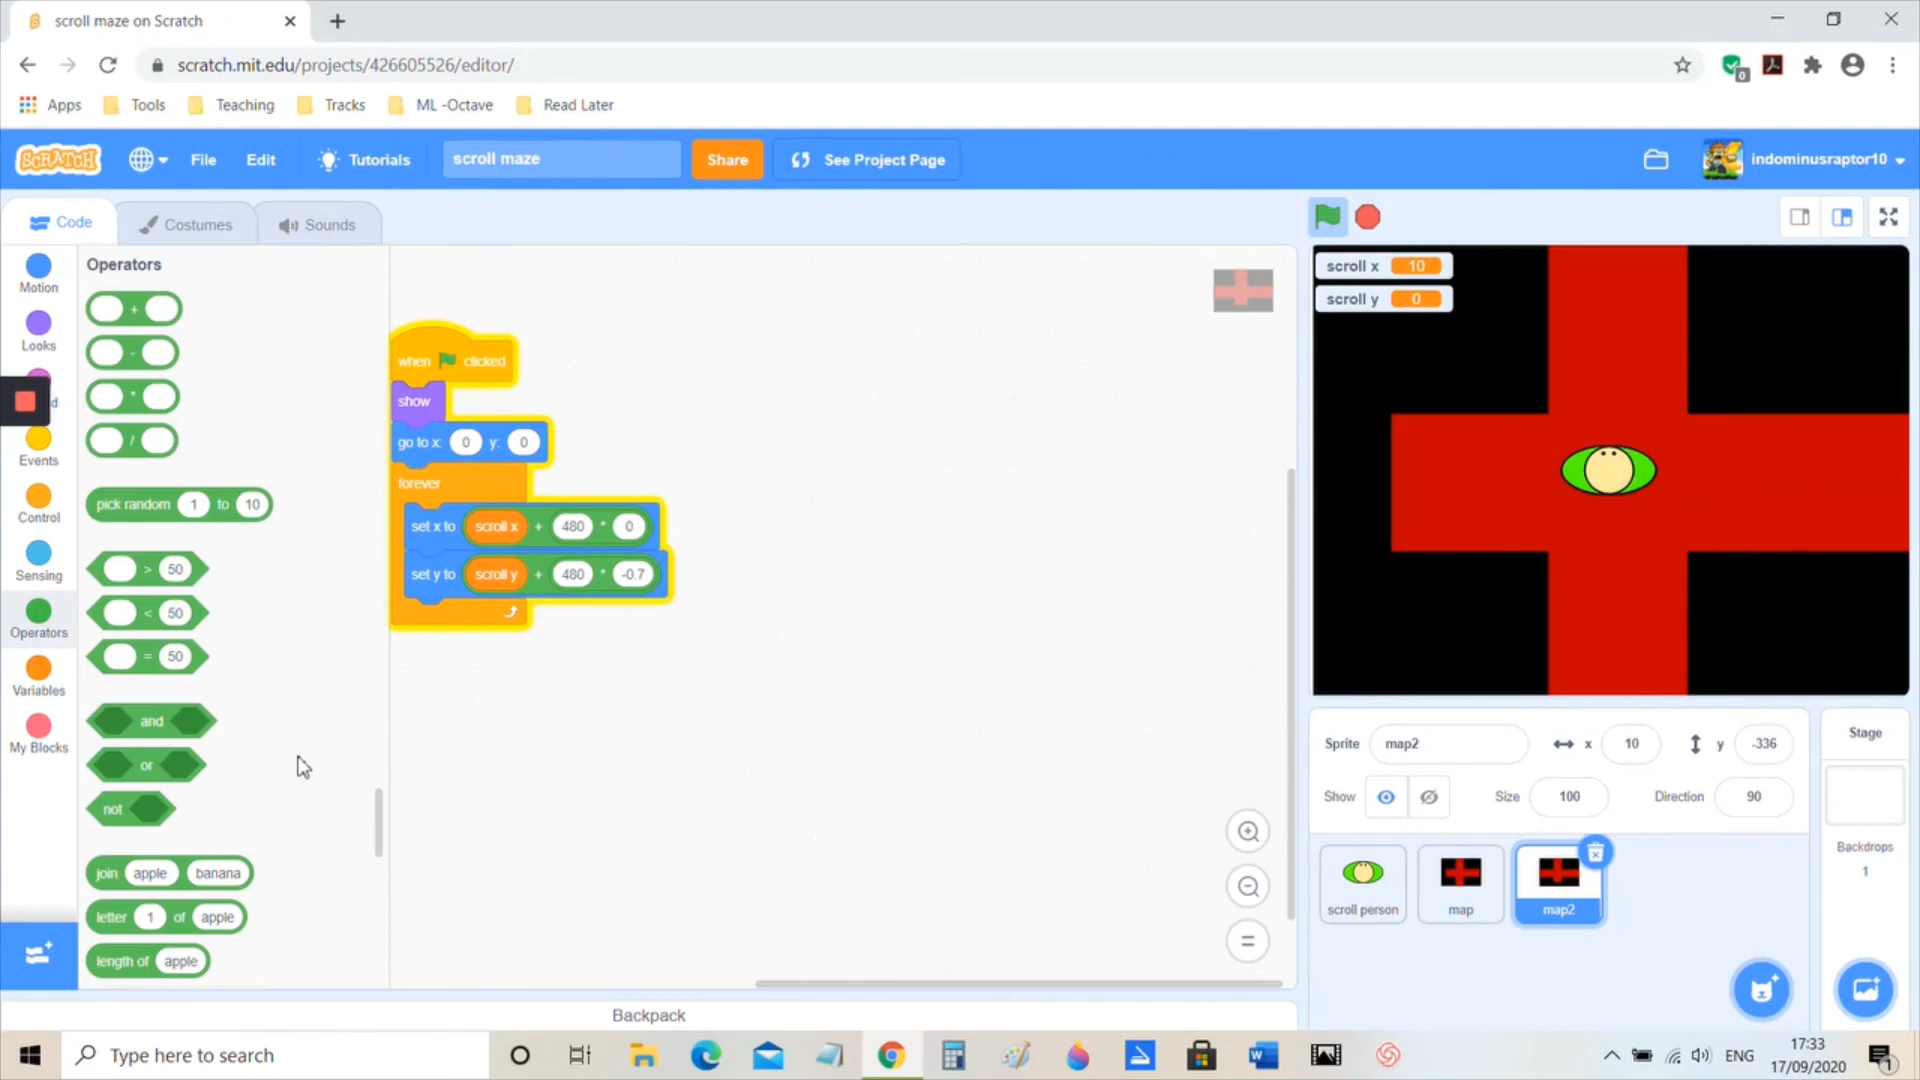 scroll maze on Scratch
scratch.mit.edu/projects/426605526/editor/
0
Apps Tools Teaching Tracks ML -Octave Read Later
SCRATCH File Edit Tutorials scroll maze Share See Project Page indominusraptor10
Code Costumes Sounds
Motion
Looks
d
Events
Control
Sensing
Operators
Variables
My Blocks
Operators
+
-
*
/
pick random 1 to 10
> 50
< 50
= 50
and
or
not
join apple banana
letter 1 of apple
length of apple
when clicked
show
go to x: 0 y: 0
forever
set x to scroll x + 480 * 0
set y to scroll y + 480 * -0.7
scroll x 10
scroll y 0
Sprite map2 x 10 y -336
Show Size 100 Direction 90
scroll person
map
map2
Stage
Backdrops
1
Backpack
Type here to search
ENG
17:33
17/09/2020
1